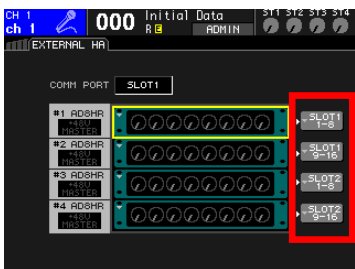 CH 1
ch 1
000
Initial Data
R E
ADMIN
ST1 ST2 ST3 ST4
EXTERNAL HA
COMM PORT
SLOT1
#1 AD8HR
+48V
MASTER
SLOT1
1-8
#2 AD8HR
+48V
MASTER
SLOT1
9-16
#3 AD8HR
+48V
MASTER
SLOT2
1-8
#4 AD8HR
+48V
MASTER
SLOT2
9-16